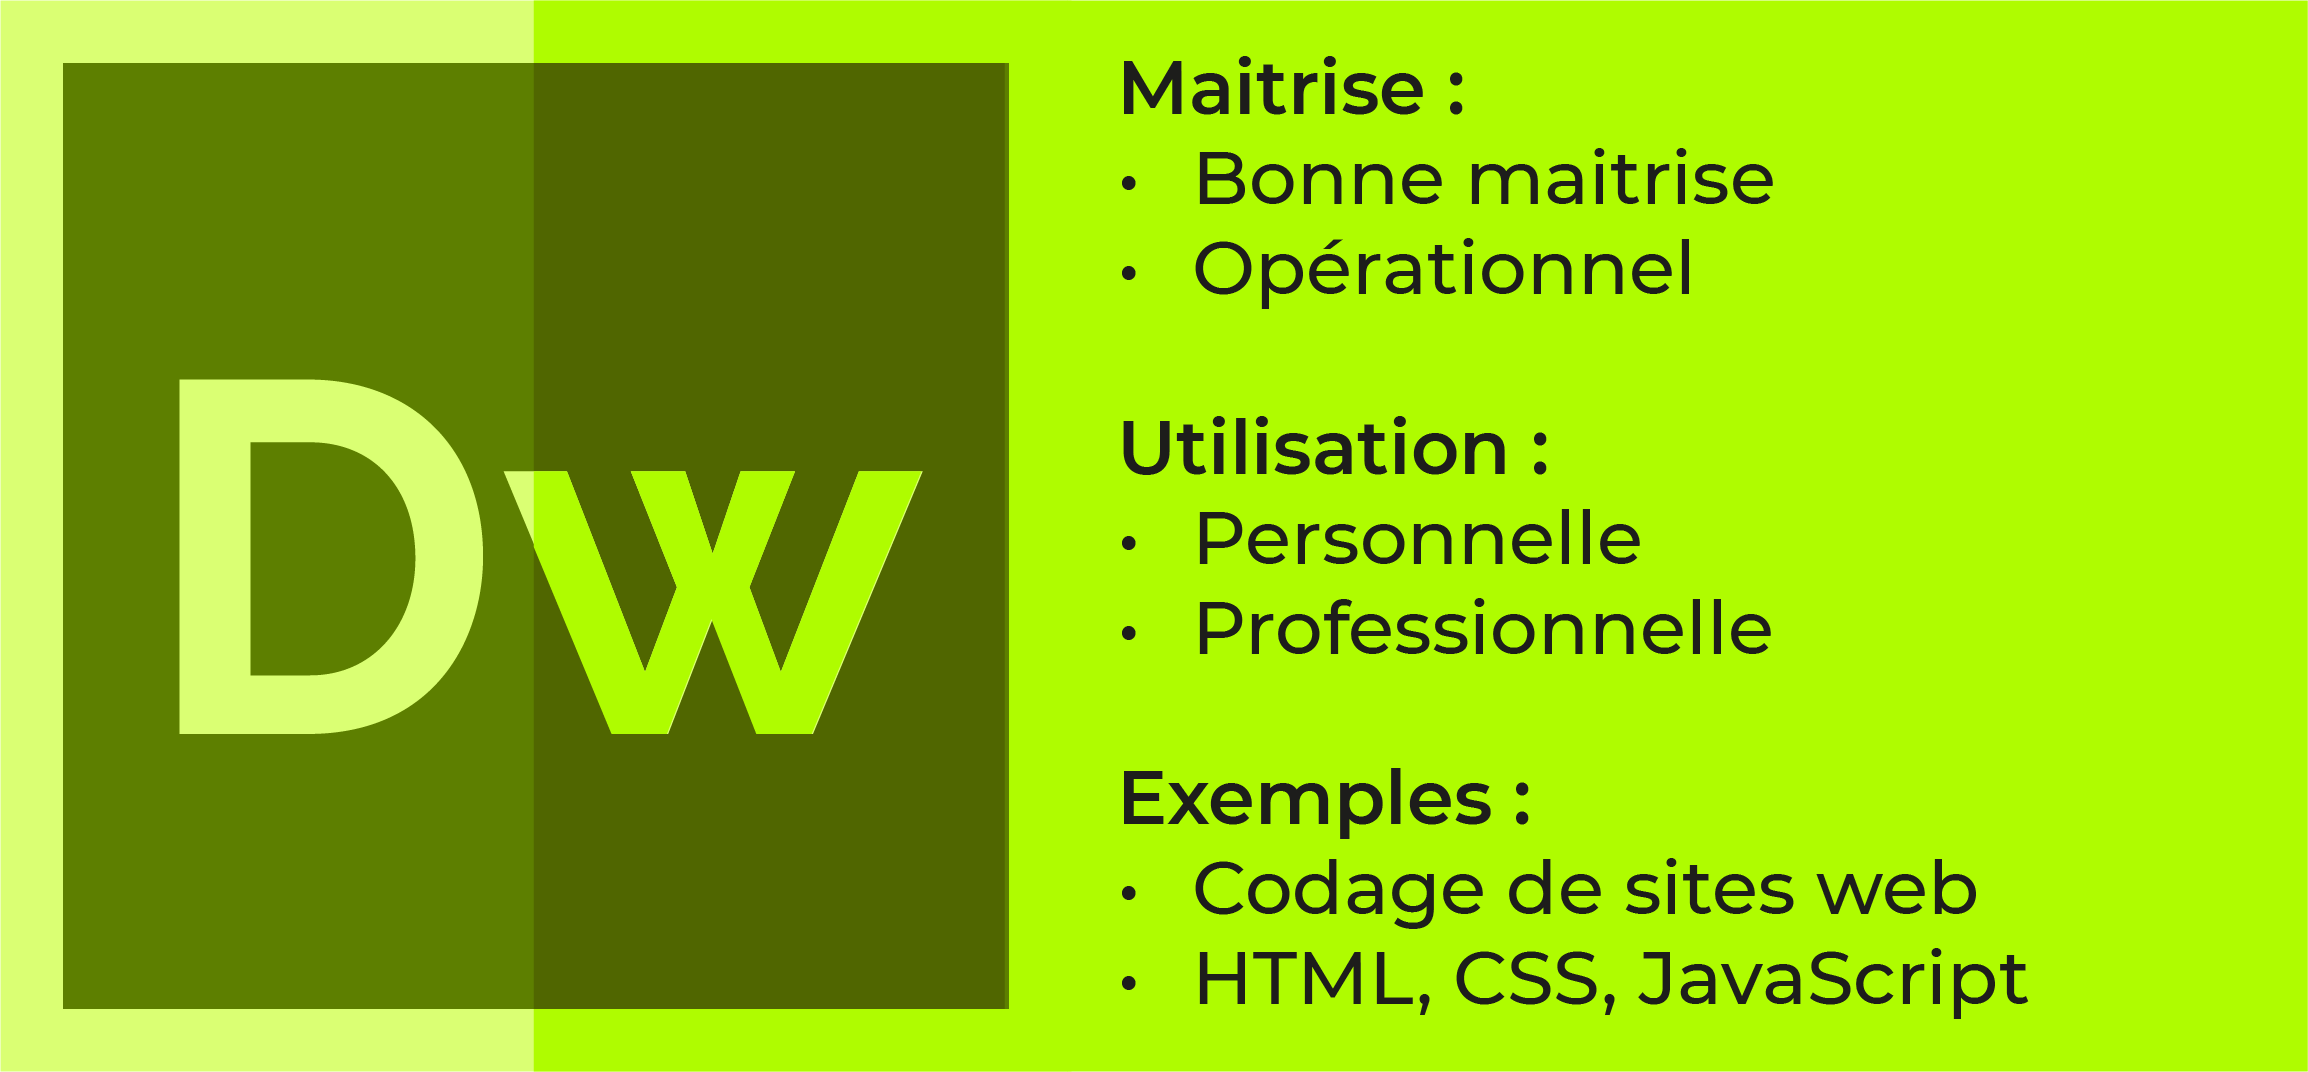 Dw
Maitrise :
• Bonne maitrise
• Opérationnel
Utilisation :
• Personnelle
• Professionnelle
Exemples :
• Codage de sites web
• HTML, CSS, JavaScript